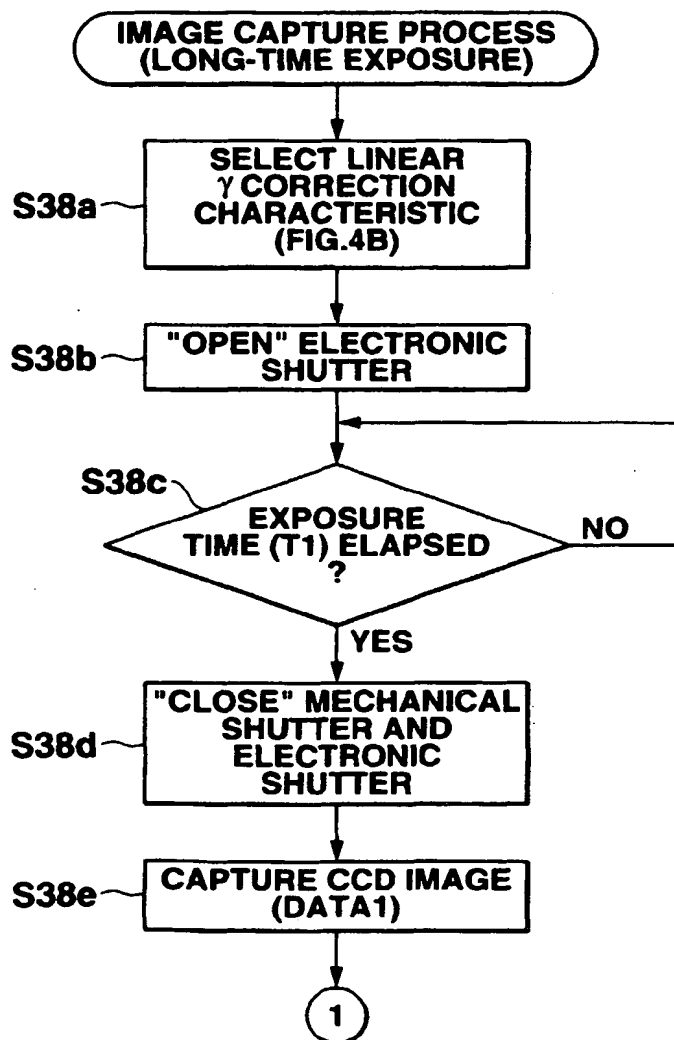 IMAGE CAPTURE PROCESS
(LONG-TIME EXPOSURE)
S38a
SELECT LINEAR
γ CORRECTION
CHARACTERISTIC
(FIG.4B)
S38b
"OPEN" ELECTRONIC
SHUTTER
S38c
EXPOSURE
TIME (T1) ELAPSED
?
NO
YES
S38d
"CLOSE" MECHANICAL
SHUTTER AND
ELECTRONIC
SHUTTER
S38e
CAPTURE CCD IMAGE
(DATA1)
1